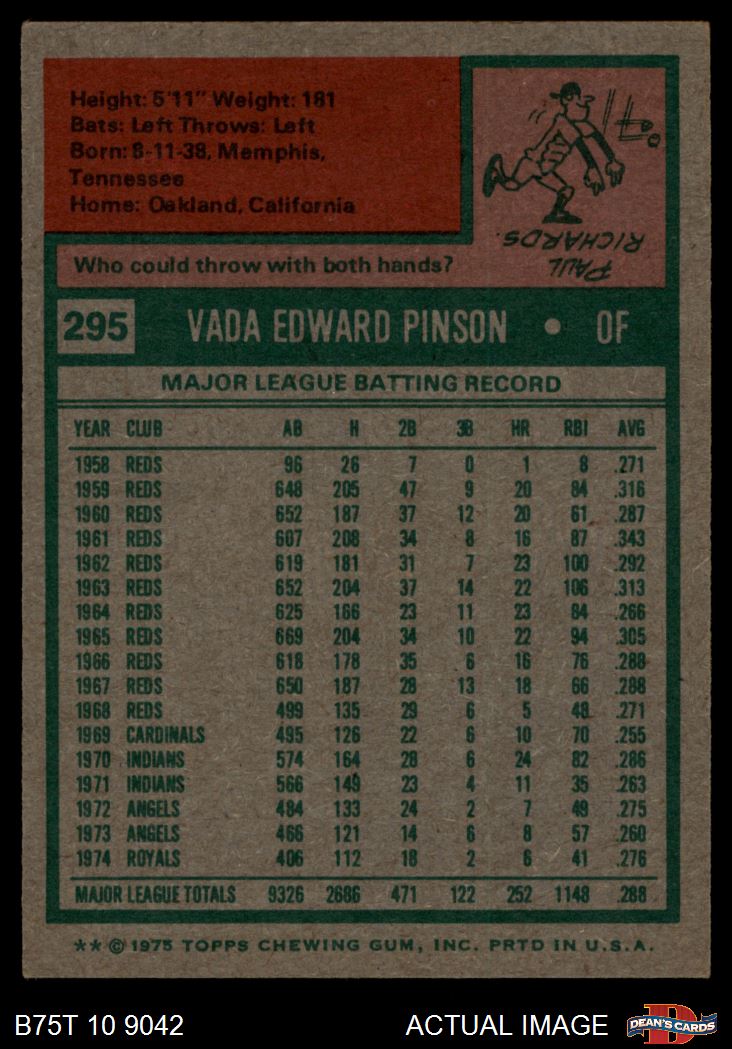 Height: 5'11" Weight: 181
Bats: Left Throws: Left
Born: 8-11-38, Memphis,
Tennessee
Home: Oakland, California
PAUL
RICHARDS.
Who could throw with both hands?
295 VADA EDWARD PINSON • OF
MAJOR LEAGUE BATTING RECORD
YEAR CLUB AB H 2B 3B HR RBI AVG
1958 REDS 96 26 7 0 1 8 .271
1959 REDS 648 205 47 9 20 84 .316
1960 REDS 652 187 37 12 20 61 .287
1961 REDS 607 208 34 8 16 87 .343
1962 REDS 619 181 31 7 23 100 .292
1963 REDS 652 204 37 14 22 106 .313
1964 REDS 625 166 23 11 23 84 .266
1965 REDS 669 204 34 10 22 94 .305
1966 REDS 618 178 35 6 16 76 .288
1967 REDS 650 187 28 13 18 66 .288
1968 REDS 499 135 29 6 5 48 .271
1969 CARDINALS 495 126 22 6 10 70 .255
1970 INDIANS 574 164 28 6 24 82 .286
1971 INDIANS 566 149 23 4 11 35 .263
1972 ANGELS 484 133 24 2 7 49 .275
1973 ANGELS 466 121 14 6 8 57 .260
1974 ROYALS 406 112 18 2 6 41 .276
MAJOR LEAGUE TOTALS 9326 2686 471 122 252 1148 .288
** © 1975 TOPPS CHEWING GUM, INC. PRTD IN U.S.A.
B75T 10 9042 ACTUAL IMAGE D DEAN'S CARDS